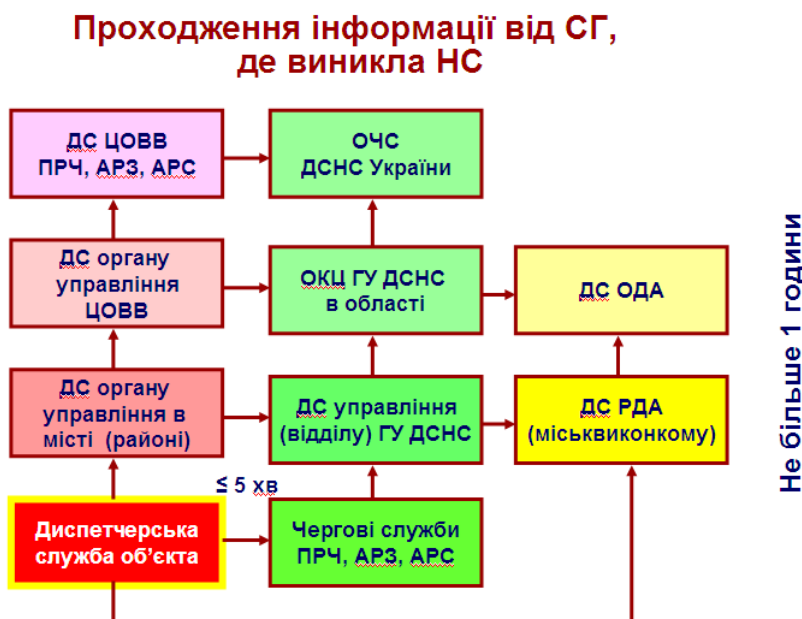 Проходження інформації від СГ,
де виникла НС
ДС ЦОВВ
ПРЧ, АРЗ, АРС
ОЧС
ДСНС України
ДС органу
управління
ЦОВВ
ОКЦ ГУ ДСНС
в області
ДС ОДА
ДС органу
управління в
місті (районі)
ДС управління
(відділу) ГУ ДСНС
ДС РДА
(міськвиконкому)
≤ 5 хв
Диспетчерська
служба об’єкта
Чергові служби
ПРЧ, АРЗ, АРС
Не більше 1 години